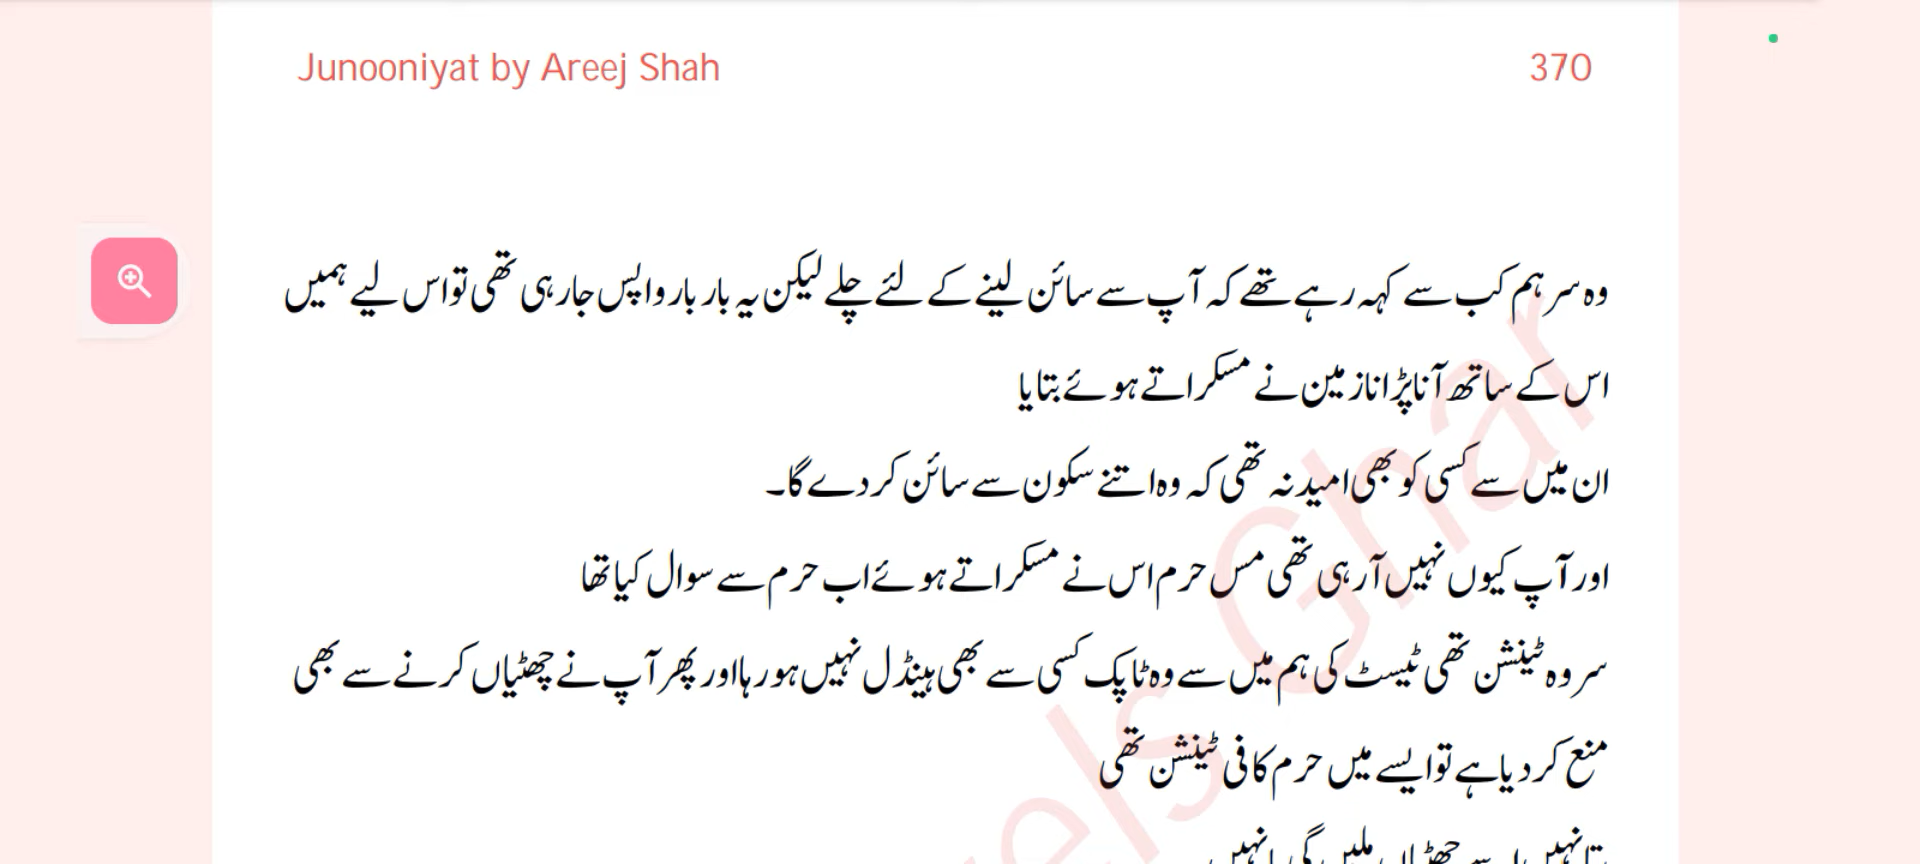 Junooniyat by Areej Shah 370
وہ سر ہم کب سے کہہ رہے تھے کہ آپ سے سائن لینے کے لئے چلے لیکن یہ بار بار واپس جا رہی تھی تو اس لیے ہمیں
اس کے ساتھ آنا پڑا نازمین نے مسکراتے ہوئے بتایا
ان میں سے کسی کو بھی امید نہ تھی کہ وہ اتنے سکون سے سائن کر دے گا۔
اور آپ کیوں نہیں آ رہی تھی مس حرم اس نے مسکراتے ہوئے اب حرم سے سوال کیا تھا
سر وہ ٹینشن تھی ٹیسٹ کی ہم میں سے وہ ٹاپک کسی سے بھی ہینڈل نہیں ہو رہا اور پھر آپ نے چھٹیاں کرنے سے بھی
منع کر دیا ہے تو ایسے میں حرم کافی ٹینشن تھی
els Ghar